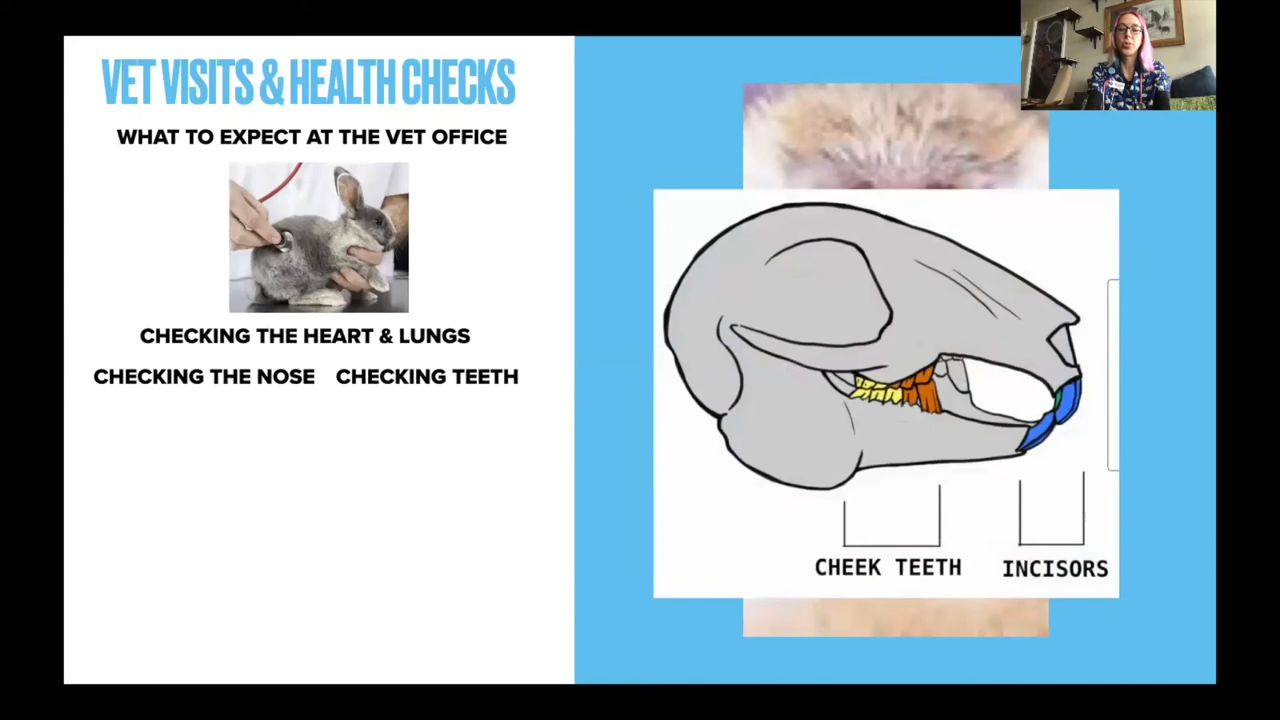 VET VISITS & HEALTH CHECKS
WHAT TO EXPECT AT THE VET OFFICE
CHECKING THE HEART & LUNGS
CHECKING THE NOSE CHECKING TEETH
CHEEK TEETH INCISORS